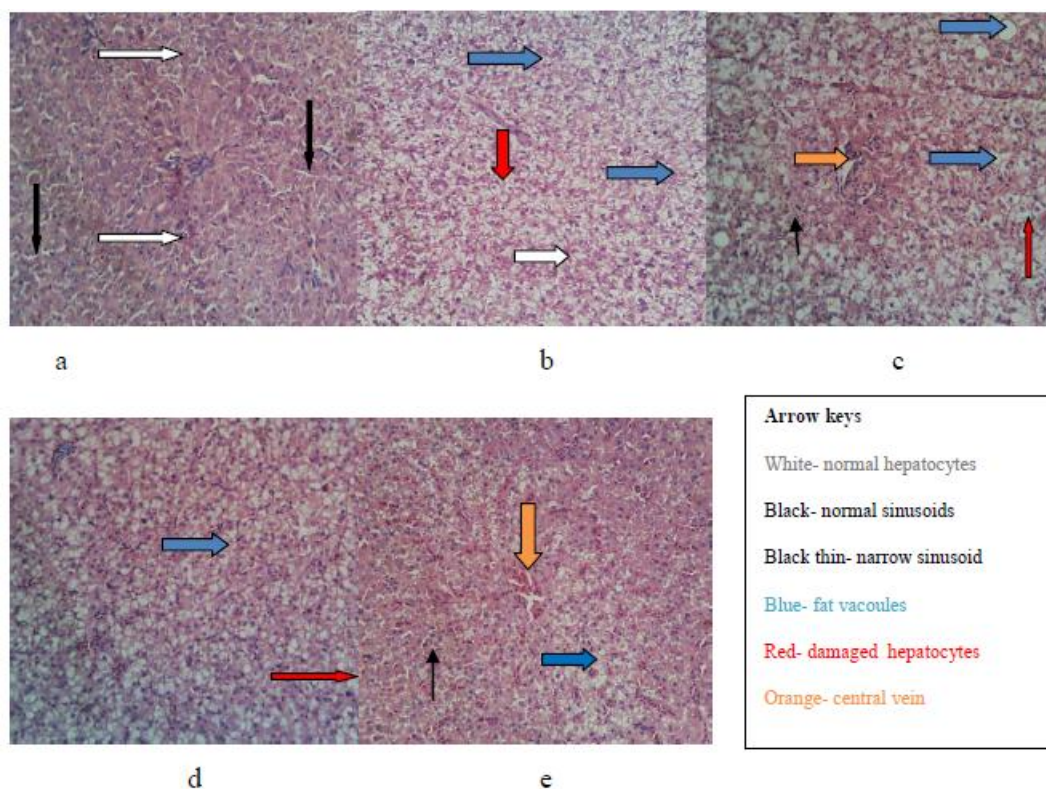 a
b
c
Arrow keys
White- normal hepatocytes
Black- normal sinusoids
Black thin- narrow sinusoid
Blue- fat vacoules
Red- damaged hepatocytes
Orange- central vein
d
e